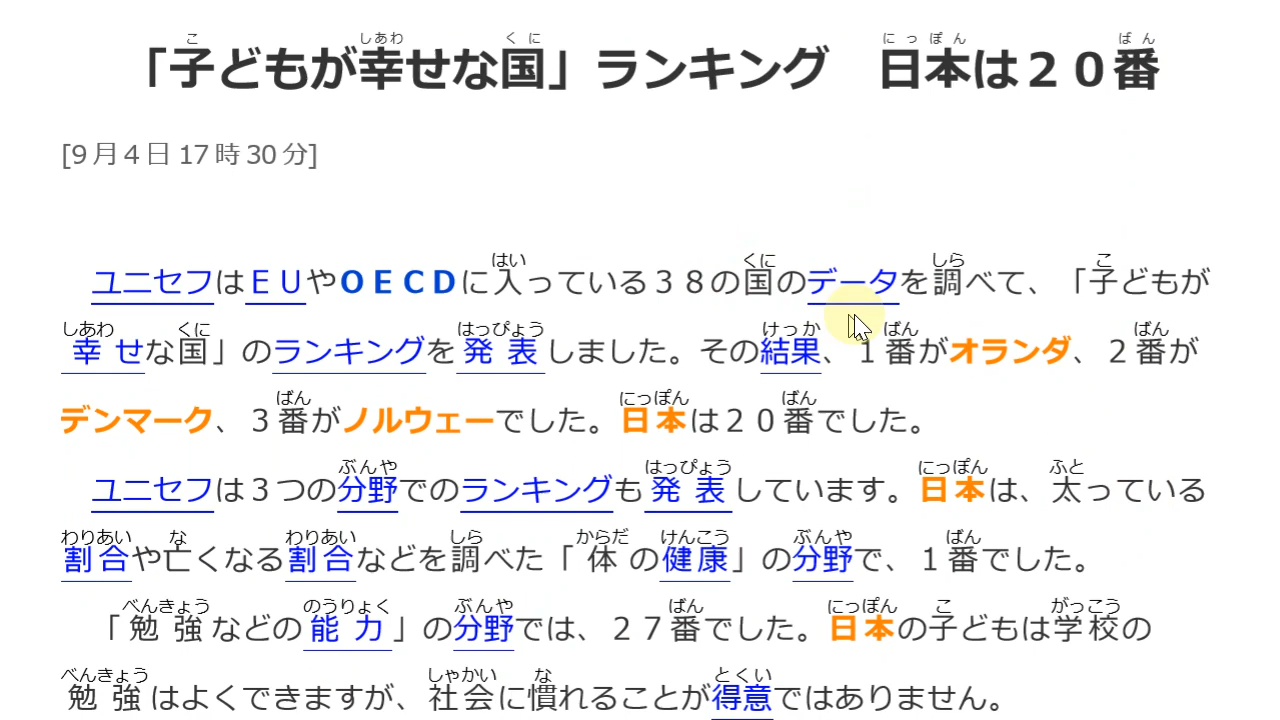 「子どもが幸せな国」ランキング　日本は２０番
[9月4日 17時30分]
ユニセフはＥＵやＯＥＣＤに入っている３８の国のデータを調べて、「子どもが
幸せな国」のランキングを発表しました。その結果、１番がオランダ、２番が
デンマーク、３番がノルウェーでした。日本は２０番でした。
ユニセフは３つの分野でのランキングも発表しています。日本は、太っている
割合や亡くなる割合などを調べた「体の健康」の分野で、１番でした。
「勉強などの能力」の分野では、２７番でした。日本の子どもは学校の
勉強はよくできますが、社会に慣れることが得意ではありません。